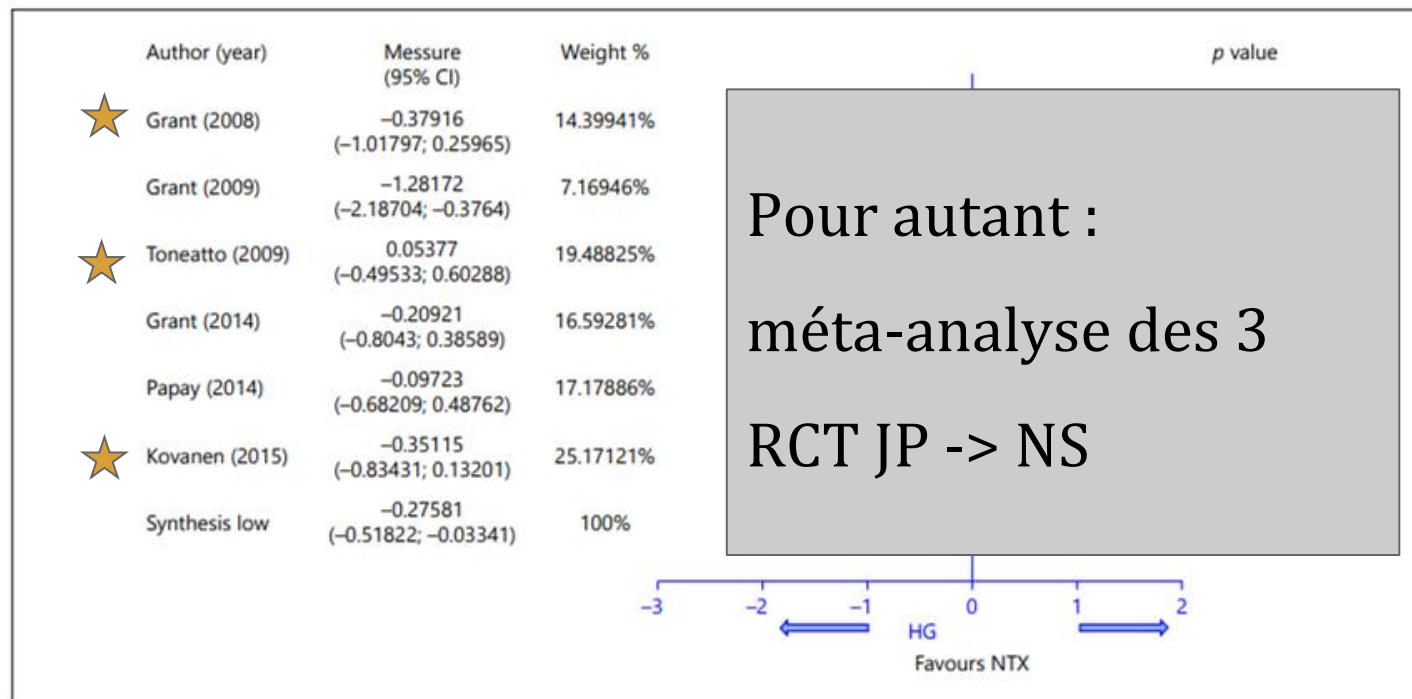 Author (year) Messure Weight % p value
(95% CI)
Grant (2008) –0.37916 14.39941%
(–1.01797; 0.25965)
Grant (2009) –1.28172 7.16946%
(–2.18704; –0.3764)
Toneatto (2009) 0.05377 19.48825%
(–0.49533; 0.60288)
Grant (2014) –0.20921 16.59281%
(–0.8043; 0.38589)
Papay (2014) –0.09723 17.17886%
(–0.68209; 0.48762)
Kovanen (2015) –0.35115 25.17121%
(–0.83431; 0.13201)
Synthesis low –0.27581 100%
(–0.51822; –0.03341)
Pour autant :
méta-analyse des 3
RCT JP -> NS
–3 –2 –1 0 1 2
HG
Favours NTX